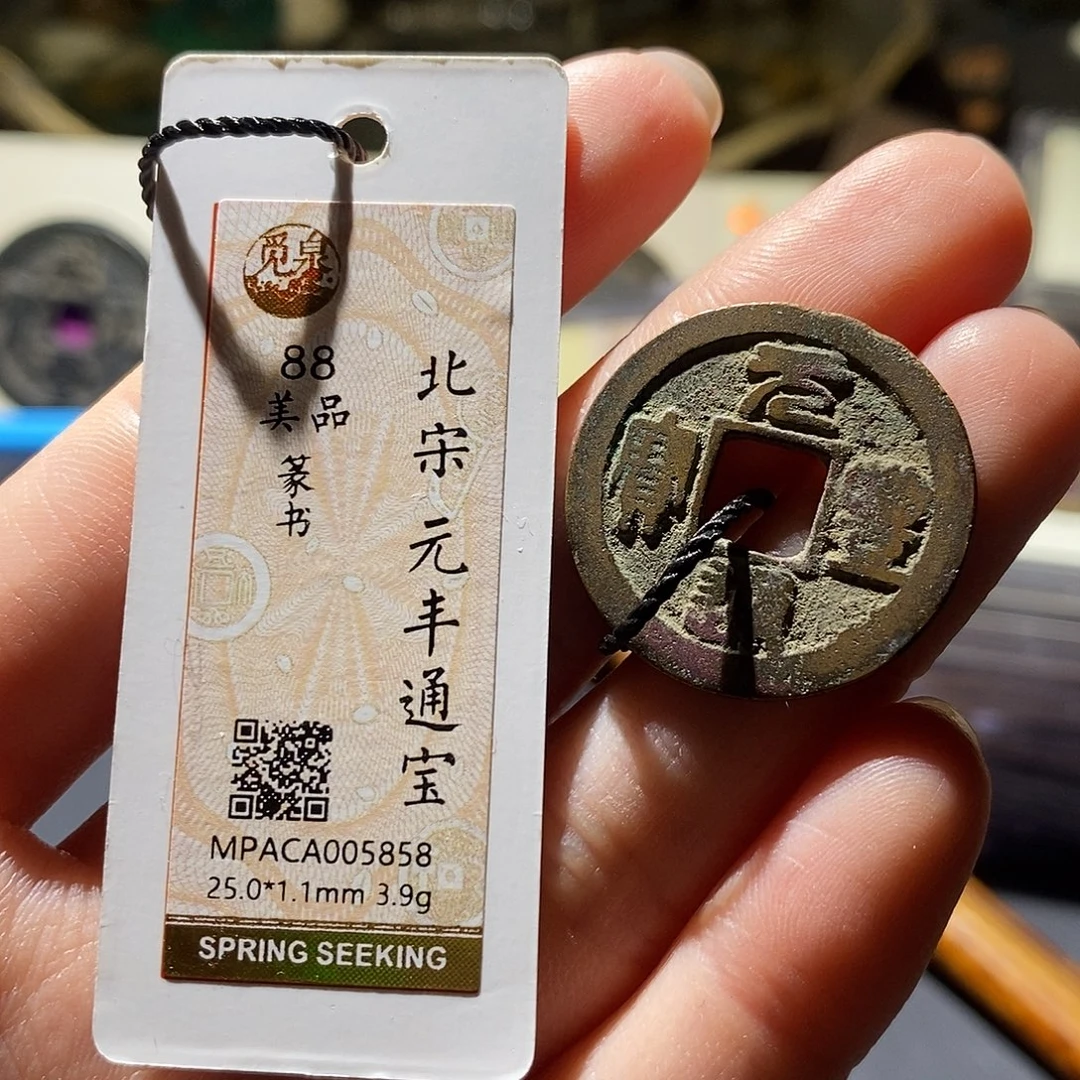 觅泉
88
美品
篆书
北宋元丰通宝
MPACA005858
25.0*1.1mm 3.9g
SPRING SEEKING
元